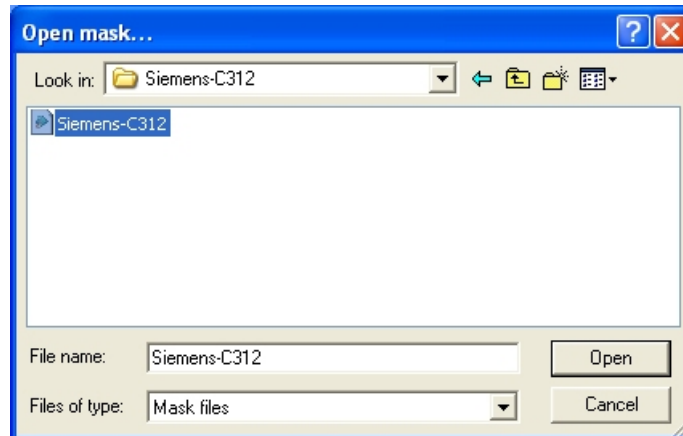 Open mask...
Look in: Siemens-C312
Siemens-C312
File name: Siemens-C312 Open
Files of type: Mask files Cancel